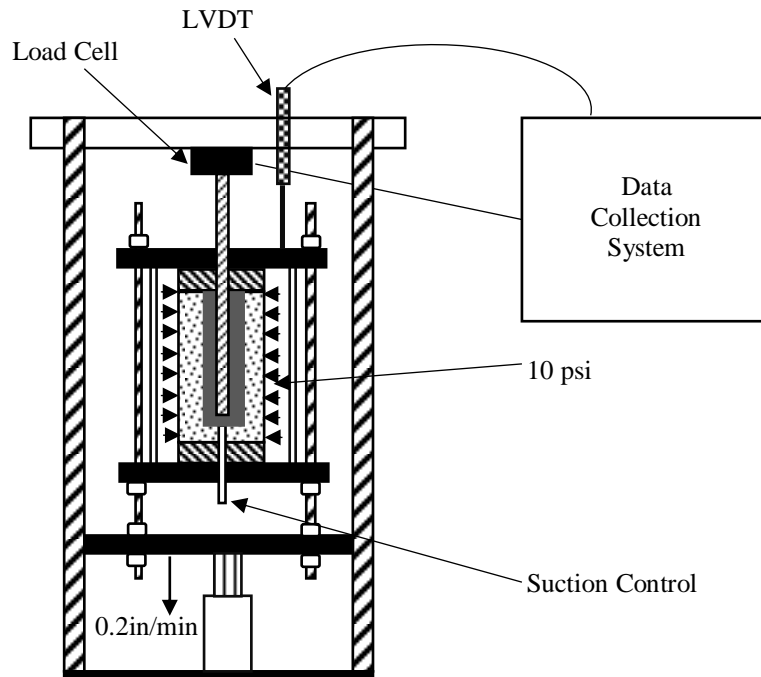 LVDT
Load Cell
Data
Collection
System
10 psi
Suction Control
0.2in/min